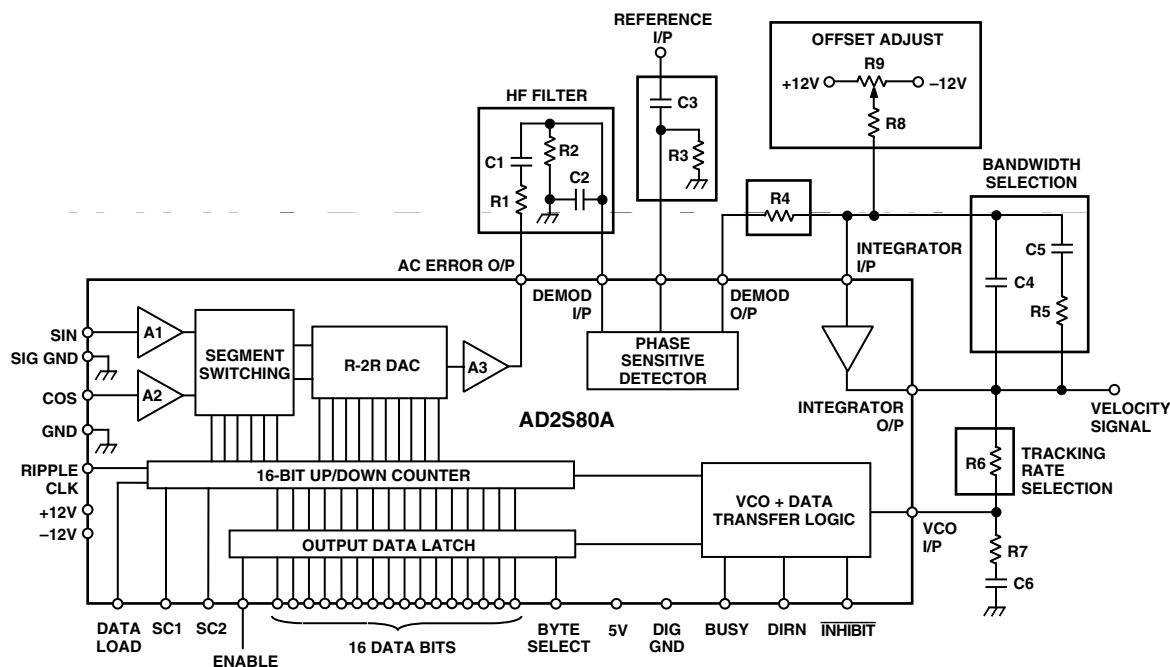 REFERENCE
I/P
OFFSET ADJUST
R9
+12V
–12V
R8
HF FILTER
C3
R3
C1
R2
C2
R1
BANDWIDTH
SELECTION
R4
C5
C4
R5
AC ERROR O/P
INTEGRATOR
I/P
DEMOD
I/P
DEMOD
O/P
SIN
A1
SIG GND
SEGMENT
SWITCHING
R-2R DAC
A3
PHASE
SENSITIVE
DETECTOR
COS
A2
AD2S80A
INTEGRATOR
O/P
VELOCITY
SIGNAL
GND
RIPPLE
CLK
16-BIT UP/DOWN COUNTER
R6
TRACKING
RATE
SELECTION
+12V
–12V
VCO + DATA
TRANSFER LOGIC
OUTPUT DATA LATCH
VCO
I/P
R7
C6
DATA
LOAD
SC1
SC2
ENABLE
16 DATA BITS
BYTE
SELECT
5V
DIG
GND
BUSY
DIRN
INHIBIT